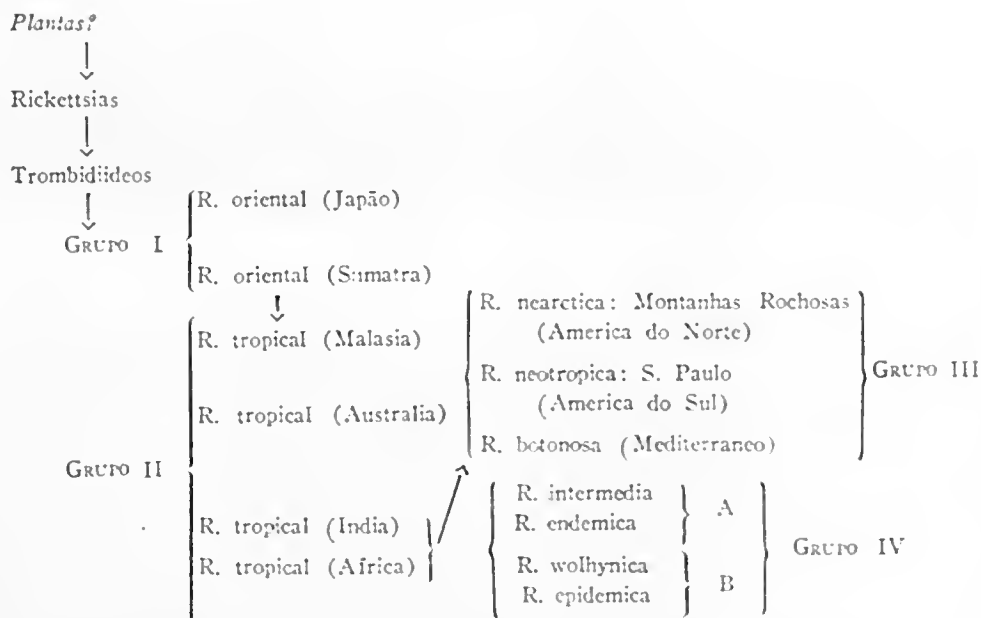 Plantas?
Rickettsias
Trombidiideos
GRUPO I
R. oriental (Japão)
R. oriental (Sumatra)
GRUPO II
R. tropical (Malasia)
R. tropical (Australia)
R. tropical (India)
R. tropical (Africa)
R. nearctica: Montanhas Rochosas
(America do Norte)
R. neotropica: S. Paulo
(America do Sul)
R. botonosa (Mediterraneo)
GRUPO III
R. intermedia
R. endemica
A
R. wolhynica
R. epidemica
B
GRUPO IV